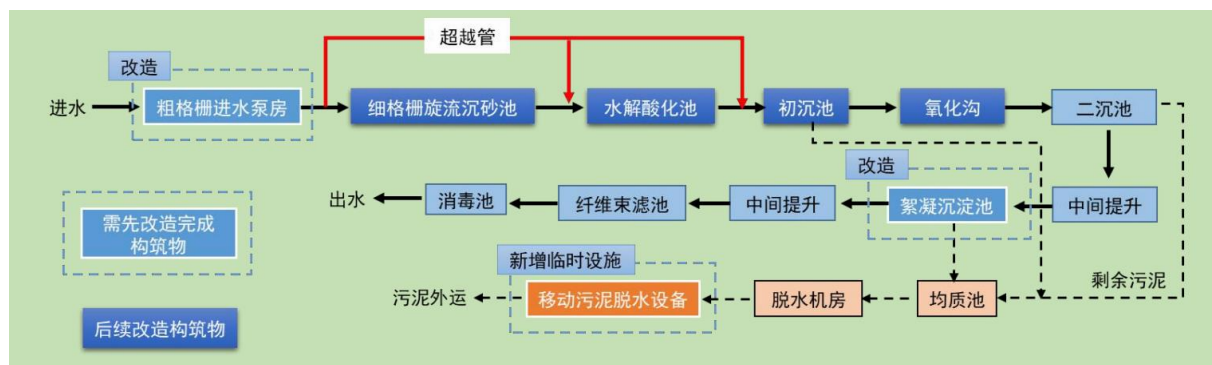 超越管
改造
进水
粗格栅进水泵房
细格栅旋流沉砂池
水解酸化池
初沉池
氧化沟
二沉池
改造
出水
消毒池
纤维束滤池
中间提升
絮凝沉淀池
中间提升
需先改造完成
构筑物
新增临时设施
污泥外运
移动污泥脱水设备
脱水机房
均质池
剩余污泥
后续改造构筑物